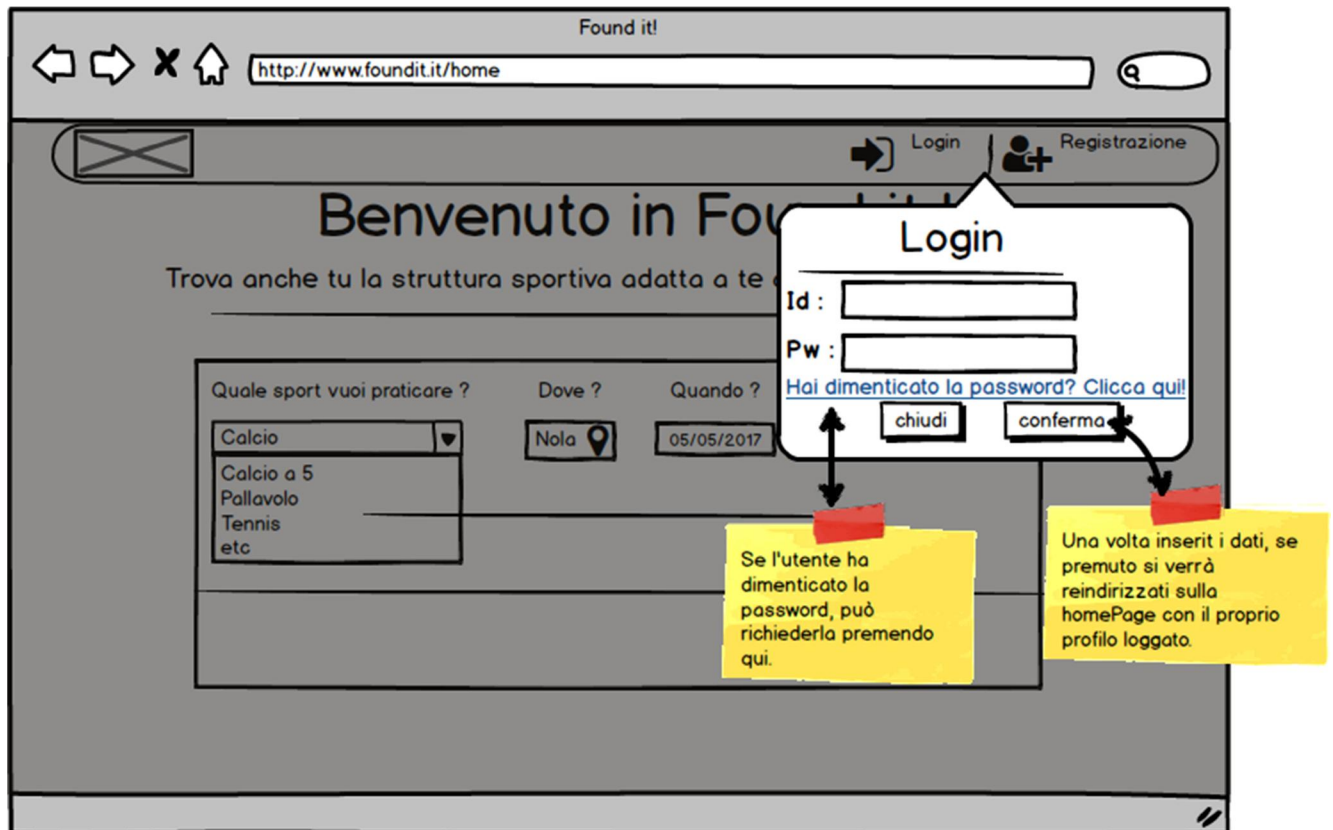 Found it!
http://www.foundit.it/home
Login
Registrazione
Benvenuto in
Trova anche tu la struttura sportiva adatta a te
Login
Id :
Pw :
Hai dimenticato la password? Clicca qui!
chiudi
conferma
Quale sport vuoi praticare ?
Dove ?
Quando ?
Calcio
Nola
05/05/2017
Calcio a 5
Pallavolo
Tennis
etc
Se l'utente ha
dimenticato la
password, può
richiederla premendo
qui.
Una volta inserit i dati, se
premuto si verrà
reindirizzati sulla
homePage con il proprio
profilo loggato.